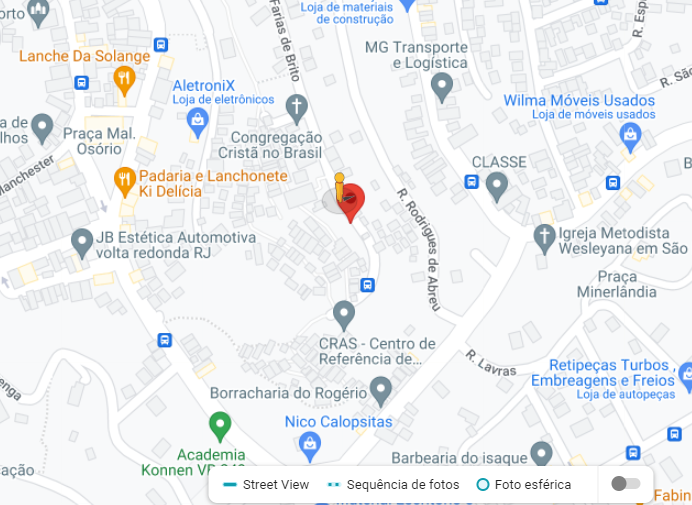 orto
Loja de materiais
de construção
Farias de Brito
R. Esp
Lanche Da Solange
MG Transporte
e Logística
R. São
AletroniX
Loja de eletrônicos
Wilma Móveis Usados
Loja de móveis usados
a de
lhos
Praça Mal.
Osório
Congregação
Cristã no Brasil
Manchester
CLASSE
Padaria e Lanchonete
Ki Delícia
R. Rodrigues de Abreu
JB Estética Automotiva
volta redonda RJ
Igreja Metodista
Wesleyana em São
Praça
Minerlândia
CRAS - Centro de
Referência de...
R. Lavras
Retipeças Turbos,
Embreagens e Freios
Loja de autopeças
enga
Borracharia do Rogério
Nico Calopsitas
Academia
Konnen VR
Barbearia do isaque
ação
Street View
Sequência de fotos
Foto esférica
Fabin